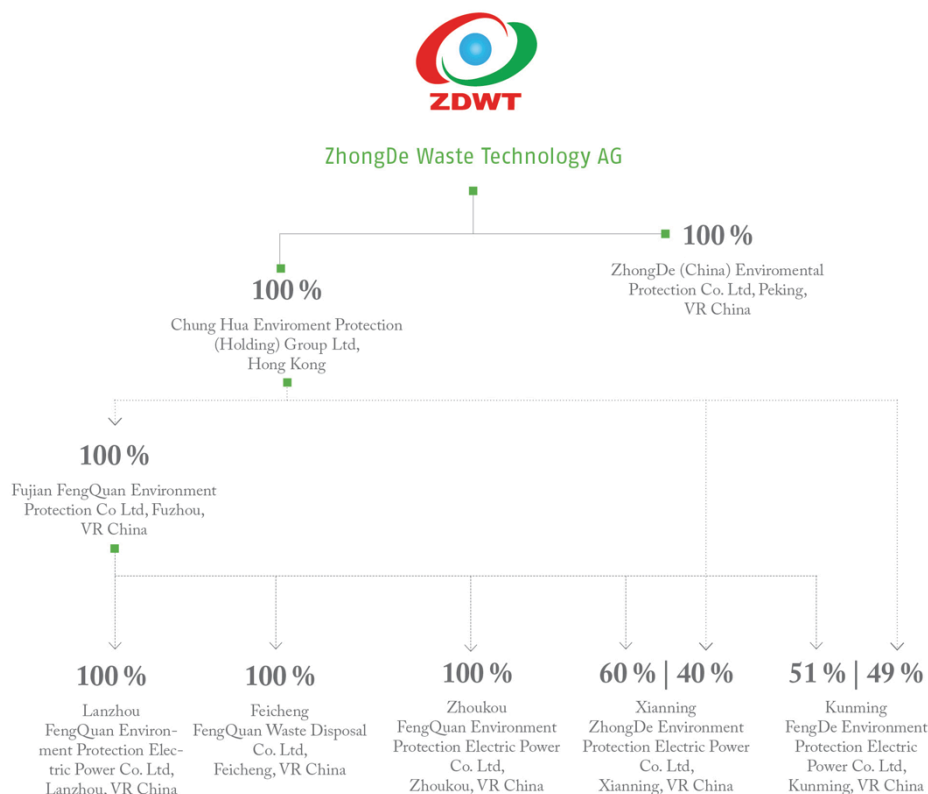 ZDWT
ZhongDe Waste Technology AG
100 %
ZhongDe (China) Enviromental
Protection Co. Ltd, Peking,
VR China
100 %
Chung Hua Enviroment Protection
(Holding) Group Ltd,
Hong Kong
100 %
Fujian FengQuan Environment
Protection Co Ltd, Fuzhou,
VR China
100 %
Lanzhou
FengQuan Environ-
ment Protection Elec-
tric Power Co. Ltd,
Lanzhou, VR China
100 %
Feicheng
FengQuan Waste Disposal
Co. Ltd,
Feicheng, VR China
100 %
Zhoukou
FengQuan Environment
Protection Electric Power
Co. Ltd,
Zhoukou, VR China
60 % | 40 %
Xianning
ZhongDe Environment
Protection Electric Power
Co. Ltd,
Xianning, VR China
51 % | 49 %
Kunming
FengDe Environment
Protection Electric
Power Co. Ltd,
Kunming, VR China